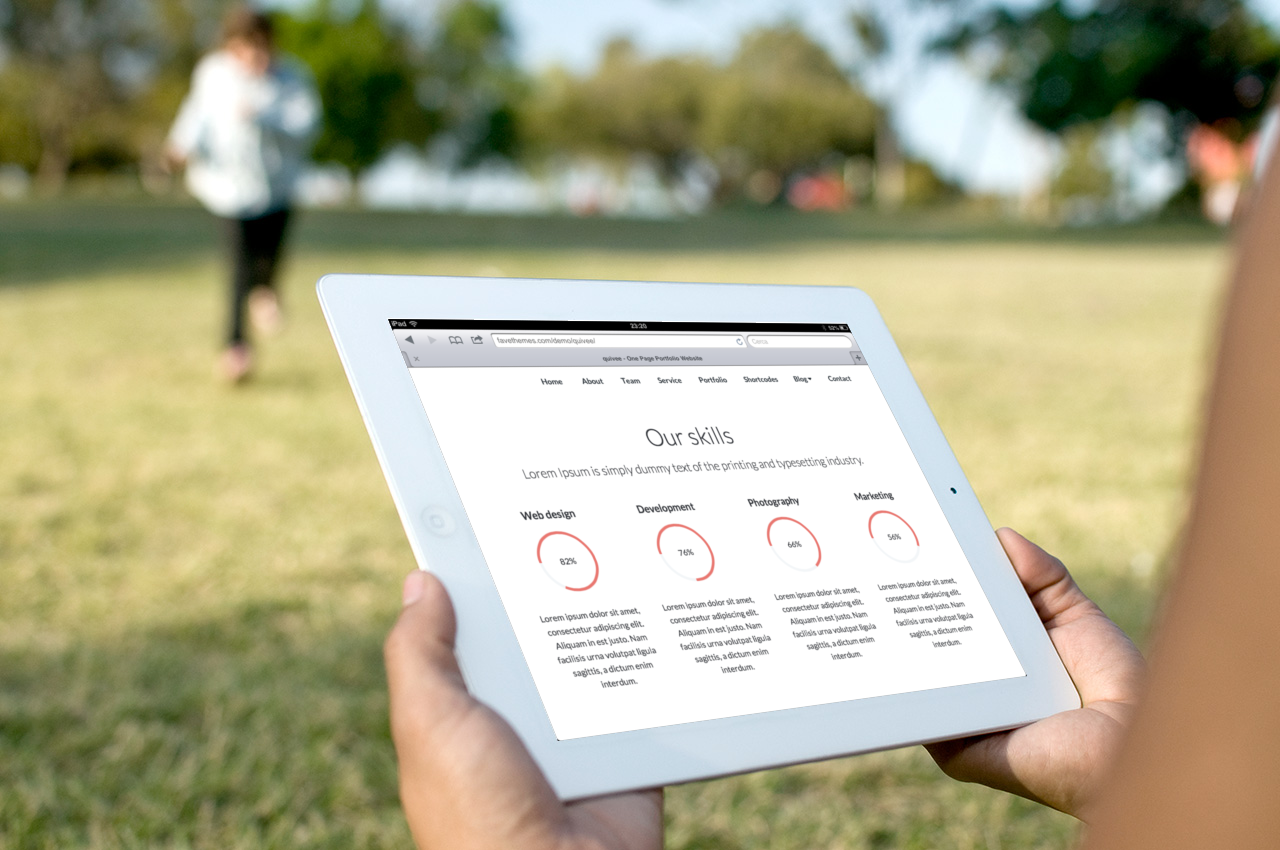 iPad 23:20 52%
favethemes.com/demo/quivee/ Cerca
quivee - One Page Portfolio Website
Home About Team Service Portfolio Shortcodes Blog Contact
Our skills
Lorem Ipsum is simply dummy text of the printing and typesetting industry.
Web design
82%
Lorem ipsum dolor sit amet,
consectetur adipiscing elit.
Aliquam in est justo. Nam
facilisis urna volutpat ligula
sagittis, a dictum enim
interdum.
Development
76%
Lorem ipsum dolor sit amet,
consectetur adipiscing elit.
Aliquam in est justo. Nam
facilisis urna volutpat ligula
sagittis, a dictum enim
interdum.
Photography
66%
Lorem ipsum dolor sit amet,
consectetur adipiscing elit.
Aliquam in est justo. Nam
facilisis urna volutpat ligula
sagittis, a dictum enim
interdum.
Marketing
56%
Lorem ipsum dolor sit amet,
consectetur adipiscing elit.
Aliquam in est justo. Nam
facilisis urna volutpat ligula
sagittis, a dictum enim
interdum.